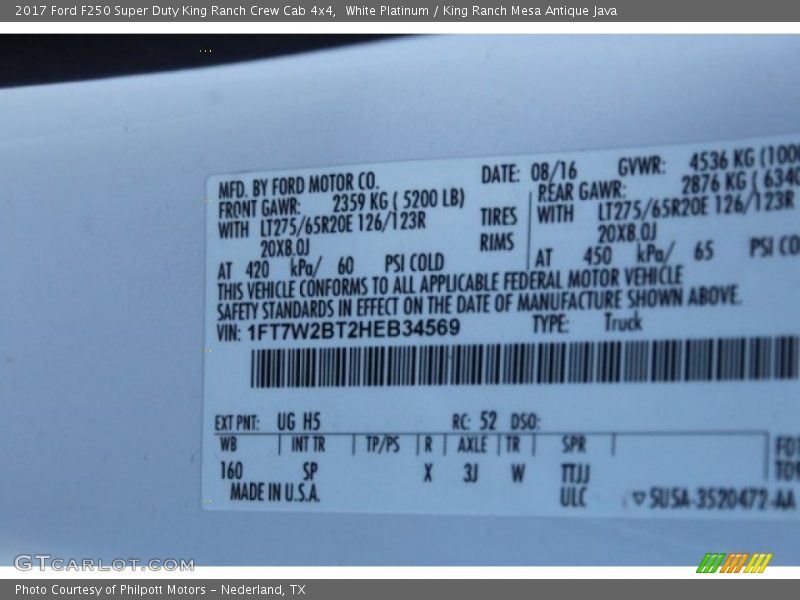 2017 Ford F250 Super Duty King Ranch Crew Cab 4x4, White Platinum / King Ranch Mesa Antique Java
MFD. BY FORD MOTOR CO. DATE: 08/16 GVWR: 4536 KG (1000
FRONT GAWR: 2359 KG ( 5200 LB) REAR GAWR: 2876 KG ( 6340
WITH LT275/65R20E 126/123R TIRES WITH LT275/65R20E 126/123R
20X8.0J RIMS 20X8.0J
AT 420 kPa/ 60 PSI COLD AT 450 kPa/ 65 PSI CO
THIS VEHICLE CONFORMS TO ALL APPLICABLE FEDERAL MOTOR VEHICLE
SAFETY STANDARDS IN EFFECT ON THE DATE OF MANUFACTURE SHOWN ABOVE.
VIN: 1FT7W2BT2HEB34569 TYPE: Truck
EXT PNT: UG H5 RC: 52 DSO:
WB INT TR TP/PS R AXLE TR SPR
160 SP X 3J W TTJJ
MADE IN U.S.A. ULC SU5A-3520472-AA
GTCARLOT.COM
Photo Courtesy of Philpott Motors - Nederland, TX